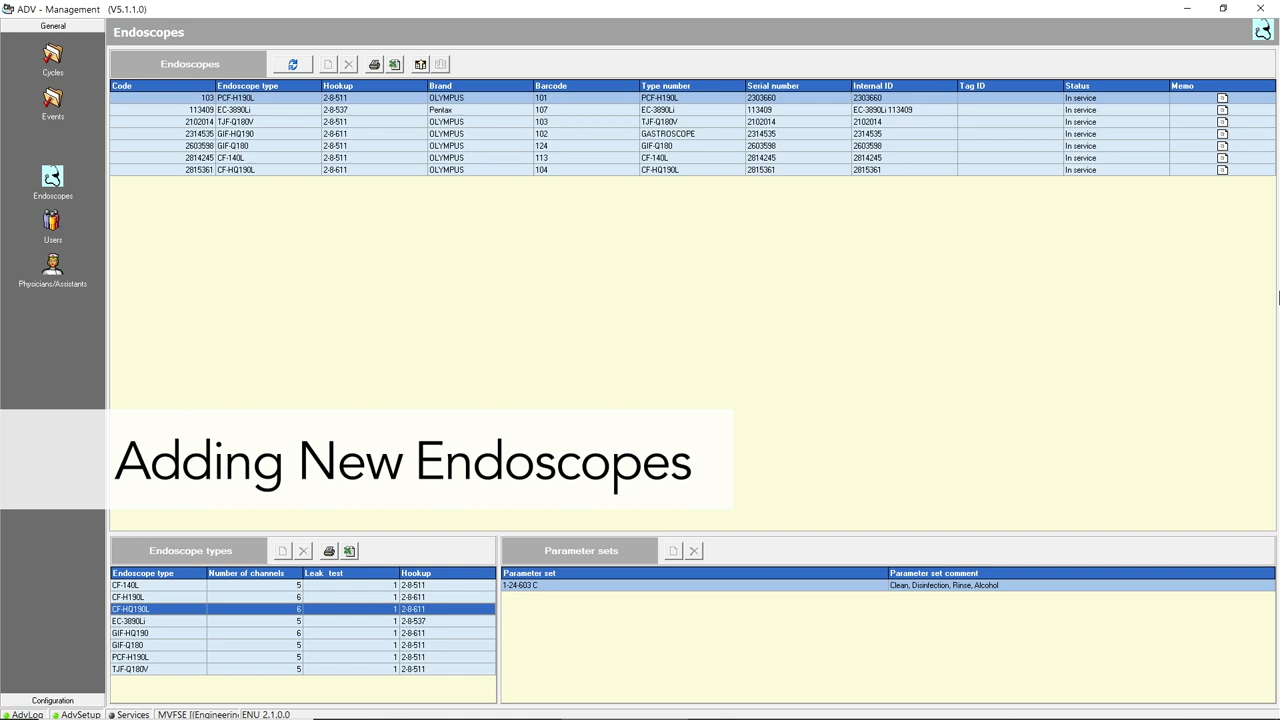 ADV - Management (V5.1.1.0)
General
Endoscopes
Cycles
Events
Endoscopes
Users
Physicians/Assistants
Endoscopes
Code Endoscope type Hookup Brand Barcode Type number Serial number Internal ID Tag ID Status Memo
103 PCF-H190L 2-8-511 OLYMPUS 101 PCF-H190L 2303660 2303660 In service
113409 EC-3890Li 2-8-537 Pentax 107 EC-3890Li 113409 EC-3890Li 113409 In service
2102014 TJF-Q180V 2-8-511 OLYMPUS 103 TJF-Q180V 2102014 2102014 In service
2314535 GIF-HQ190 2-8-611 OLYMPUS 102 GASTROSCOPE 2314535 2314535 In service
2603598 GIF-Q180 2-8-511 OLYMPUS 124 GIF-Q180 2603598 2603598 In service
2814245 CF-140L 2-8-511 OLYMPUS 113 CF-140L 2814245 2814245 In service
2815361 CF-HQ190L 2-8-611 OLYMPUS 104 CF-HQ190L 2815361 2815361 In service
Adding New Endoscopes
Endoscope types
Endoscope type Number of channels Leak test Hookup
CF-140L 5 1 2-8-511
CF-H190L 6 1 2-8-611
CF-HQ190L 6 1 2-8-611
EC-3890Li 5 1 2-8-537
GIF-HQ190 6 1 2-8-611
GIF-Q180 5 1 2-8-511
PCF-H190L 5 1 2-8-511
TJF-Q180V 5 1 2-8-511
Parameter sets
Parameter set Parameter set comment
1-24-603 C Clean, Disinfection, Rinse, Alcohol
Configuration
AdvLog AdvSetup Services MVFSE [(Engineerin ENU 2.1.0.0